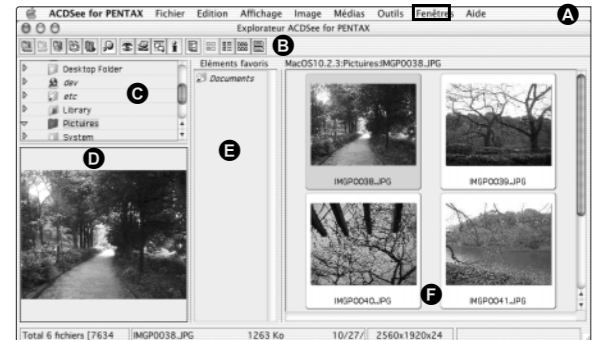 ACDSee for PENTAX Fichier Edition Affichage Image Médias Outils Fenêtres Aide A
Explorateur ACDSee for PENTAX
B
Desktop Folder
dev
etc
Library
Pictures
System
C
D
Eléments favoris
Documents
E
MacOS10.2.3:Pictures:IMGP0038.JPG
IMGP0038.JPG IMGP0039.JPG
IMGP0040.JPG IMGP0041.JPG
F
Total 6 fichiers [7634 IMGP0038.JPG 1263 Ko 10/27/ 2560x1920x24